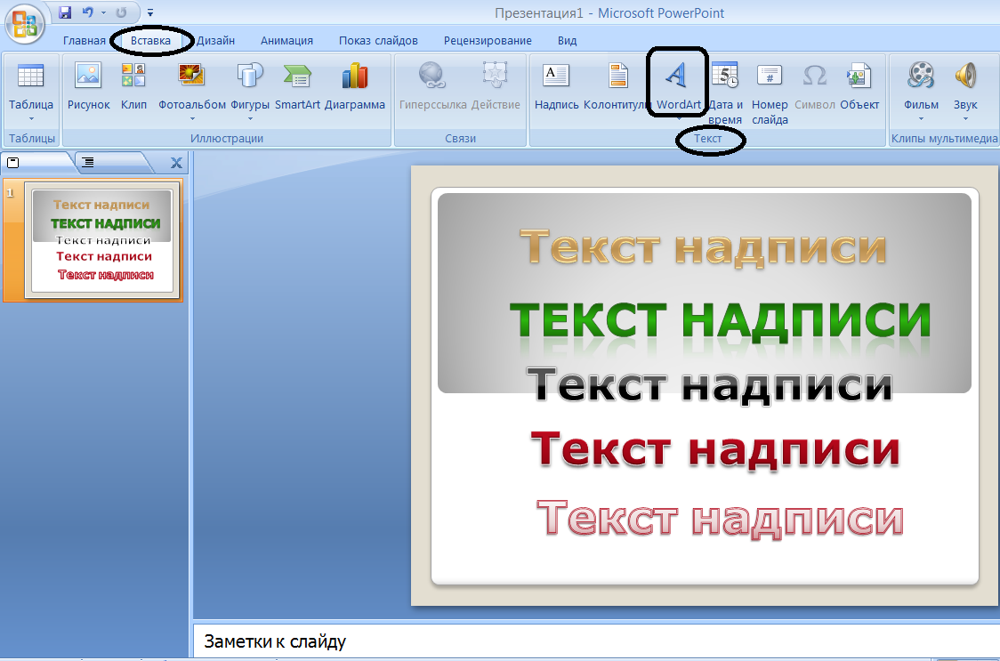 Презентация1 - Microsoft PowerPoint
Главная Вставка Дизайн Анимация Показ слайдов Рецензирование Вид
Таблица Рисунок Клип Фотоальбом Фигуры SmartArt Диаграмма Гиперссылка Действие Надпись Колонтитулы WordArt Дата и время Номер слайда Символ Объект Фильм Звук
Таблицы Иллюстрации Связи Текст Клипы мультимедиа
1
Текст надписи
ТЕКСТ НАДПИСИ
Текст надписи
Текст надписи
Текст надписи
Текст надписи
ТЕКСТ НАДПИСИ
Текст надписи
Текст надписи
Текст надписи
Заметки к слайду